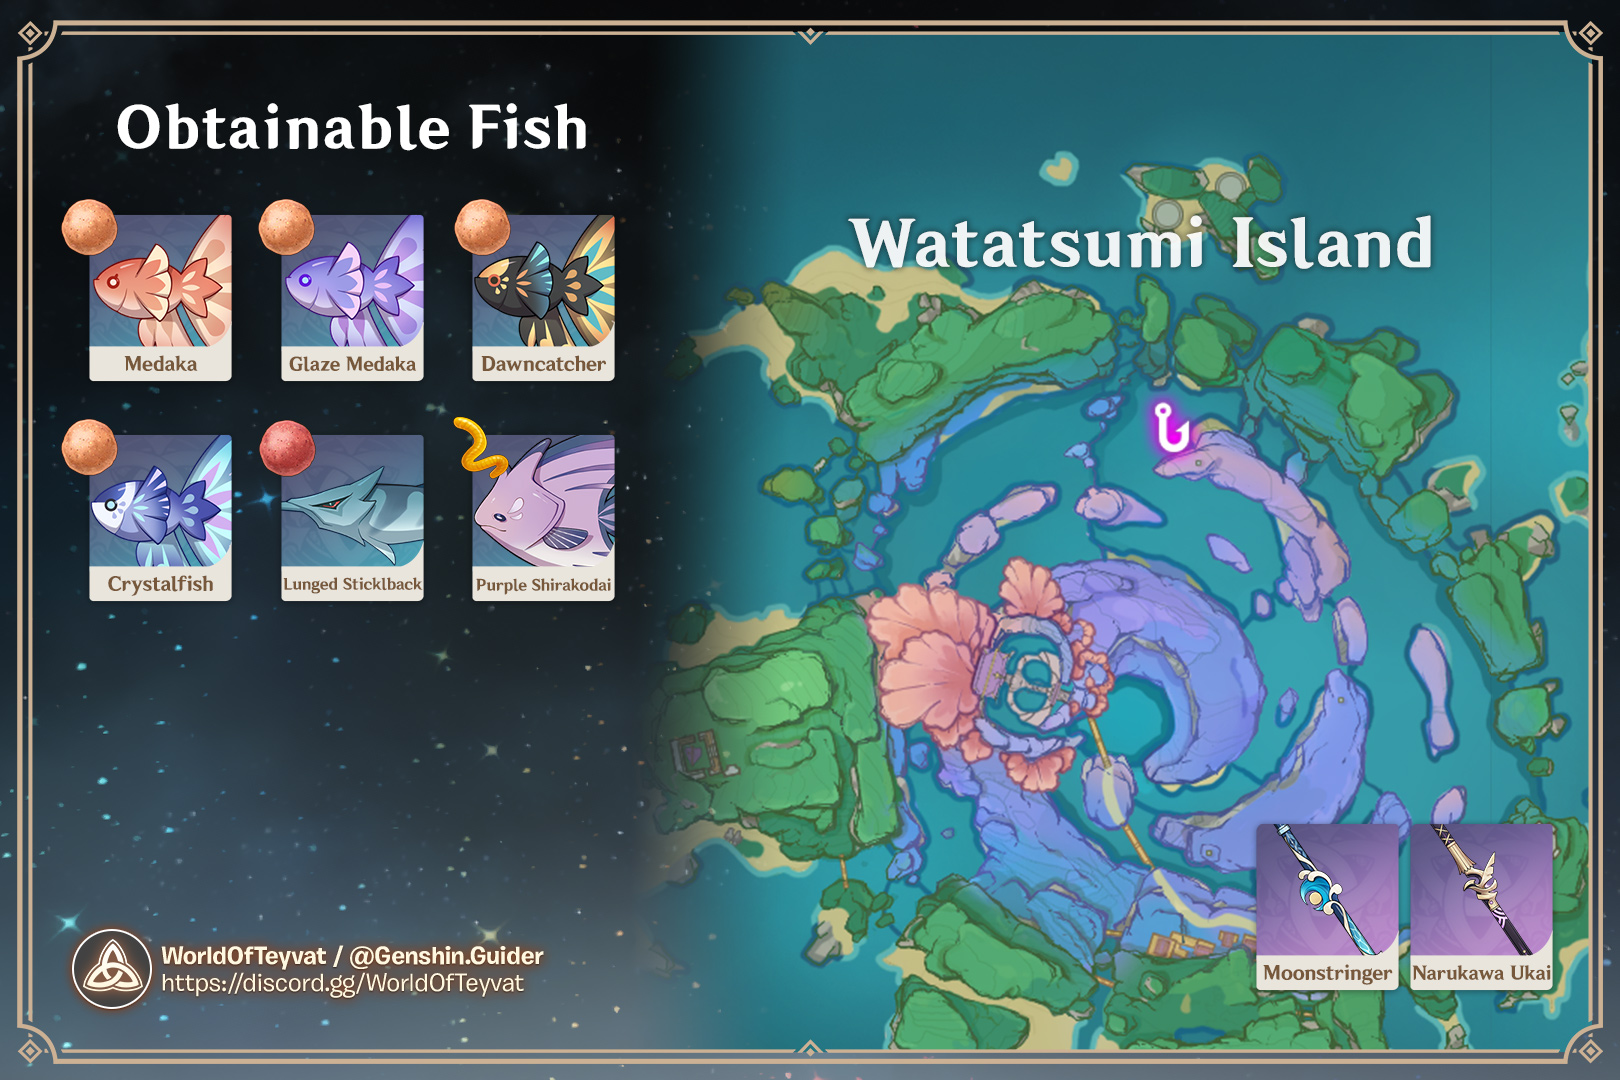 Obtainable Fish
Watatsumi Island
Medaka
Glaze Medaka
Dawncatcher
Crystalfish
Lunged Sticklback
Purple Shirakodai
Moonstringer
Narukawa Ukai
WorldOfTeyvat / @Genshin.Guider
https://discord.gg/WorldOfTeyvat